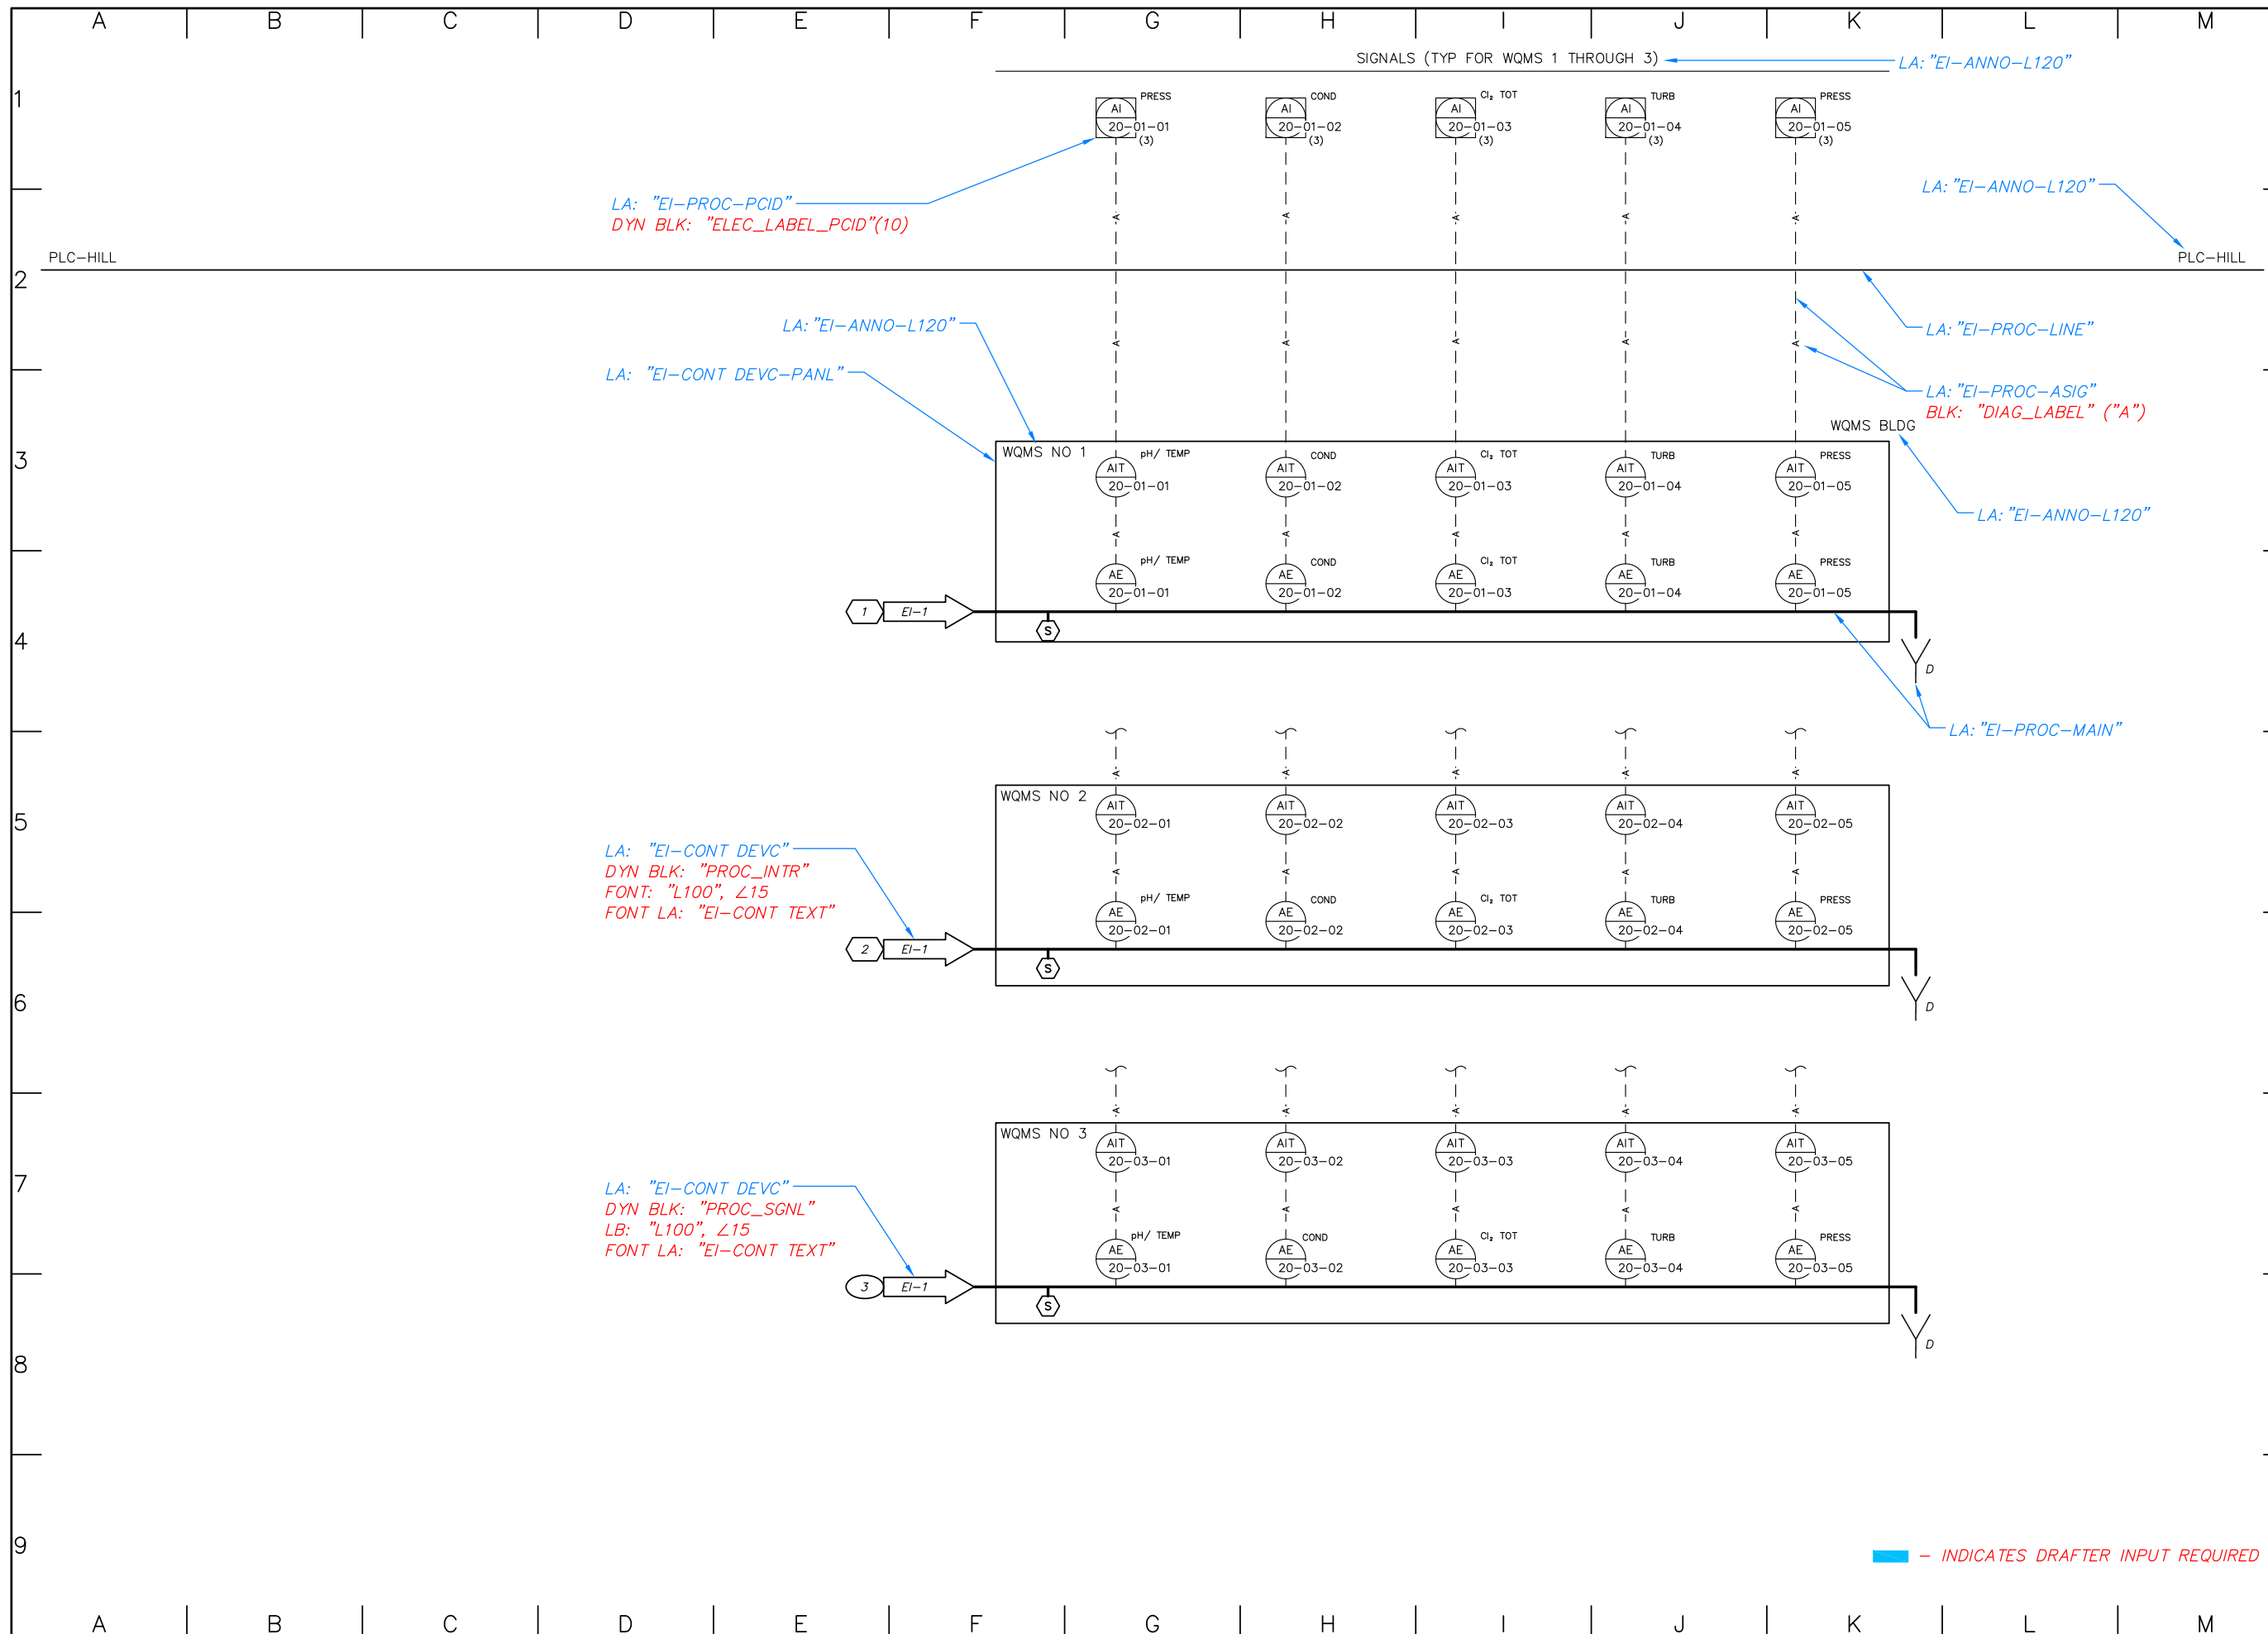 A B C D E F G H I J K L M
SIGNALS (TYP FOR WQMS 1 THROUGH 3)
LA: "EI-ANNO-L120"
1
PRESS COND Cl₂ TOT TURB PRESS
AI AI AI AI AI
20-01-01 20-01-02 20-01-03 20-01-04 20-01-05
(3) (3) (3) (3) (3)
LA: "EI-ANNO-L120"
LA: "EI-PROC-PCID"
DYN BLK: "ELEC_LABEL_PCID"(10)
A A A A A
PLC-HILL PLC-HILL
2
LA: "EI-ANNO-L120"
LA: "EI-PROC-LINE"
A A A A A
LA: "EI-CONT DEVC-PANL"
LA: "EI-PROC-ASIG"
BLK: "DIAG_LABEL" ("A")
WQMS BLDG
3
WQMS NO 1
pH/ TEMP COND Cl₂ TOT TURB PRESS
AIT AIT AIT AIT AIT
20-01-01 20-01-02 20-01-03 20-01-04 20-01-05
LA: "EI-ANNO-L120"
A A A A A
pH/ TEMP COND Cl₂ TOT TURB PRESS
AE AE AE AE AE
20-01-01 20-01-02 20-01-03 20-01-04 20-01-05
1 EI-1
S
4
D
LA: "EI-PROC-MAIN"
A A A A A
WQMS NO 2
AIT AIT AIT AIT AIT
20-02-01 20-02-02 20-02-03 20-02-04 20-02-05
5
LA: "EI-CONT DEVC"
DYN BLK: "PROC_INTR"
FONT: "L100", ∠15
FONT LA: "EI-CONT TEXT"
A A A A A
pH/ TEMP COND Cl₂ TOT TURB PRESS
AE AE AE AE AE
20-02-01 20-02-02 20-02-03 20-02-04 20-02-05
2 EI-1
S
6
D
A A A A A
WQMS NO 3
AIT AIT AIT AIT AIT
20-03-01 20-03-02 20-03-03 20-03-04 20-03-05
7
LA: "EI-CONT DEVC"
DYN BLK: "PROC_SGNL"
LB: "L100", ∠15
FONT LA: "EI-CONT TEXT"
A A A A A
pH/ TEMP COND Cl₂ TOT TURB PRESS
AE AE AE AE AE
20-03-01 20-03-02 20-03-03 20-03-04 20-03-05
3 EI-1
S
D
8
9
- INDICATES DRAFTER INPUT REQUIRED
A B C D E F G H I J K L M